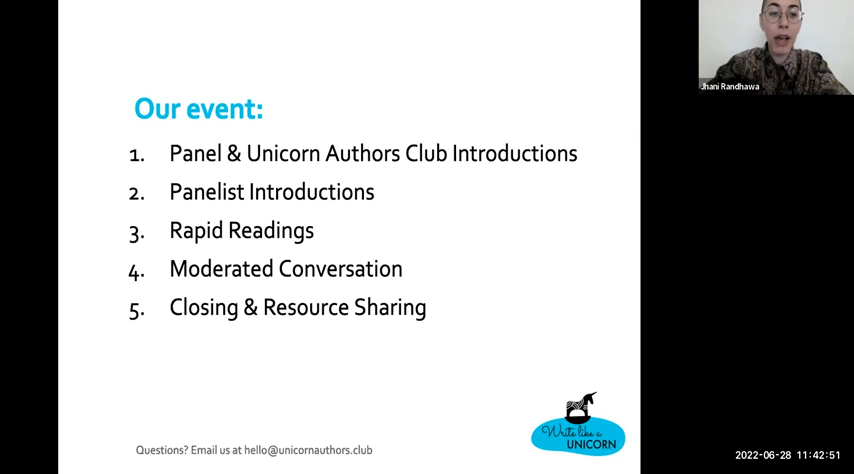 Our event:
1. Panel & Unicorn Authors Club Introductions
2. Panelist Introductions
3. Rapid Readings
4. Moderated Conversation
5. Closing & Resource Sharing
Write like a
UNICORN
Questions? Email us at hello@unicornauthors.club
Jhani Randhawa
2022-06-28 11:42:51